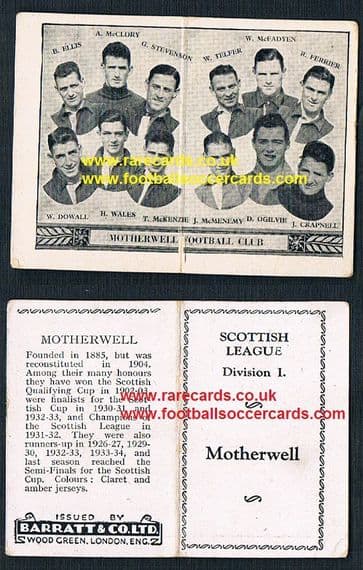 A. McCLORY
W. McFADYEN
B. ELLIS
G. STEVENSON
W. TELFER
R. FERRIER
www.rarecards.co.uk
www.footballsoccercards.com
W. DOWALL
H. WALES
T. McKENZIE
J. McMENEMY
D. OGILVIE
J. CRAPNELL
MOTHERWELL FOOTBALL CLUB
MOTHERWELL
Founded in 1885, but was
reconstituted in 1904.
Among their many honours
they have won the Scottish
Qualifying Cup in 1902-03,
were finalists for the Scot-
tish Cup in 1930-31 and
1932-33, and Champions of
the Scottish League in
1931-32. They were also
runners-up in 1926-27, 1929-
30, 1932-33, 1933-34, and
last season reached the
Semi-Finals for the Scottish
Cup. Colours: Claret and
amber jerseys.
ISSUED BY
BARRATT & CO. LTD.
WOOD GREEN, LONDON, ENG.
SCOTTISH
LEAGUE
Division I.
Motherwell
www.rarecards.co.uk
www.footballsoccercards.com